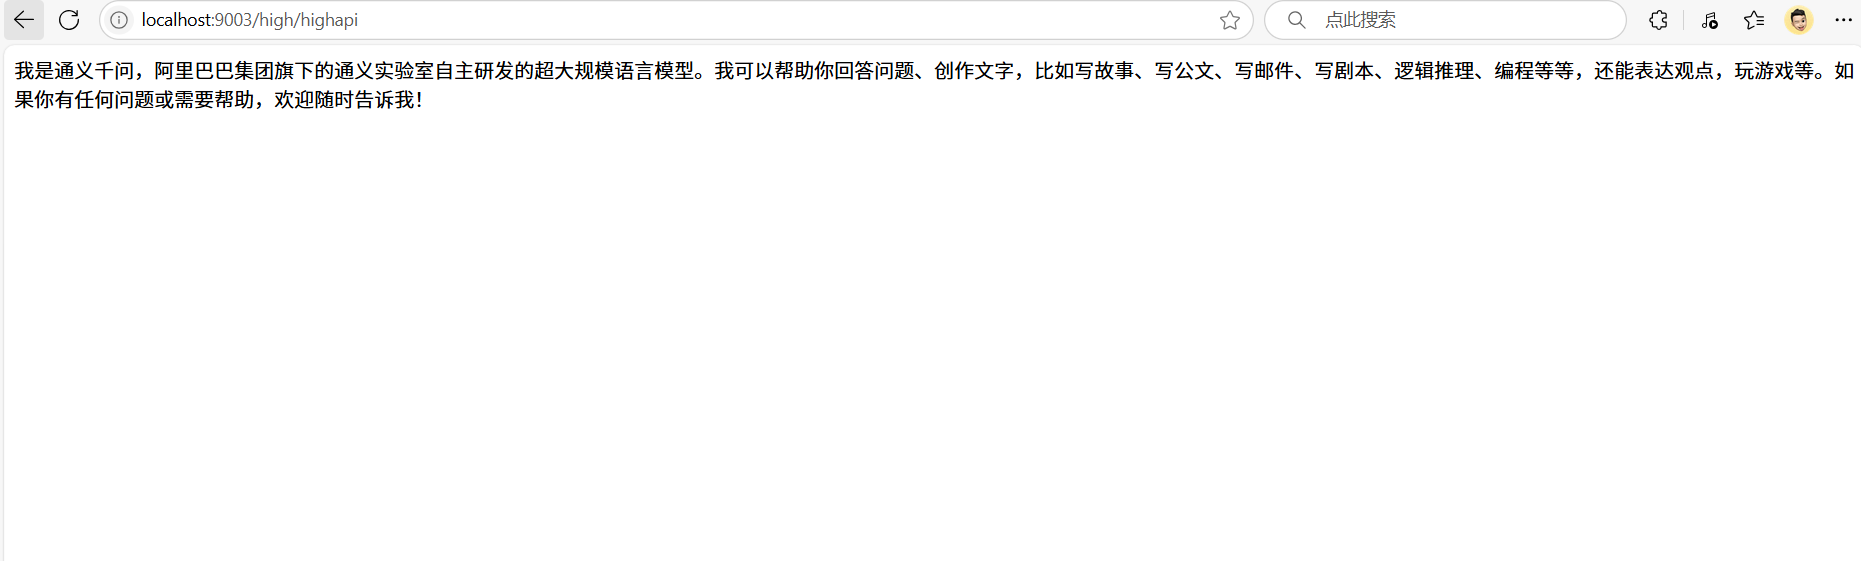 localhost:9003/high/highapi
点此搜索
我是通义千问，阿里巴巴集团旗下的通义实验室自主研发的超大规模语言模型。我可以帮助你回答问题、创作文字，比如写故事、写公文、写邮件、写剧本、逻辑推理、编程等等，还能表达观点，玩游戏等。如
果你有任何问题或需要帮助，欢迎随时告诉我！